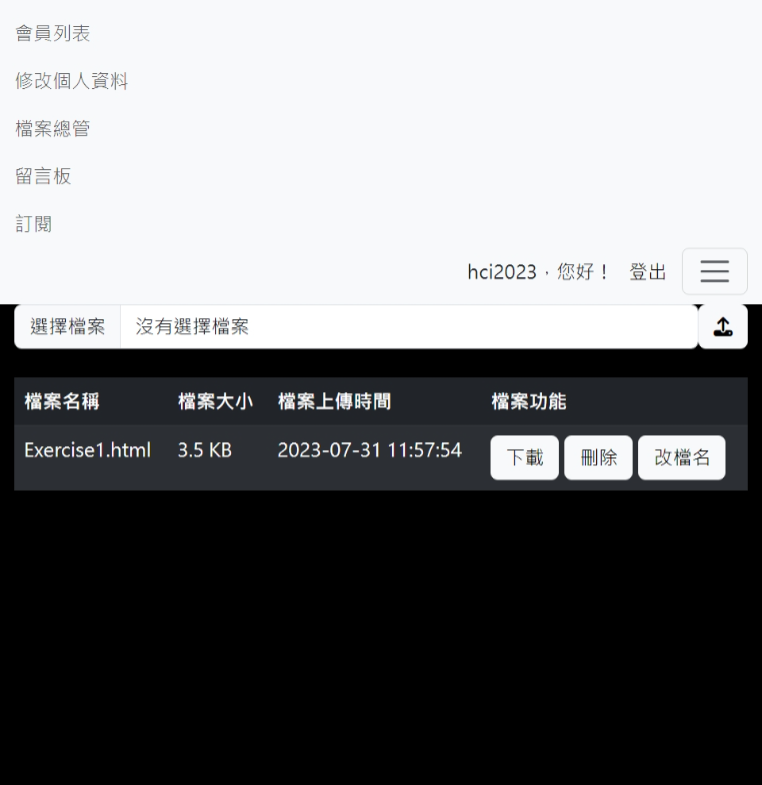 會員列表
修改個人資料
檔案總管
留言板
訂閱
hci2023，您好！ 登出
選擇檔案 沒有選擇檔案
檔案名稱 檔案大小 檔案上傳時間 檔案功能
Exercise1.html 3.5 KB 2023-07-31 11:57:54 下載 刪除 改檔名